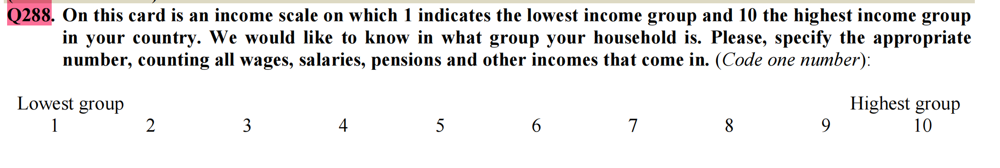 Q288. On this card is an income scale on which 1 indicates the lowest income group and 10 the highest income group
in your country. We would like to know in what group your household is. Please, specify the appropriate
number, counting all wages, salaries, pensions and other incomes that come in. (Code one number):
Lowest group Highest group
1 2 3 4 5 6 7 8 9 10